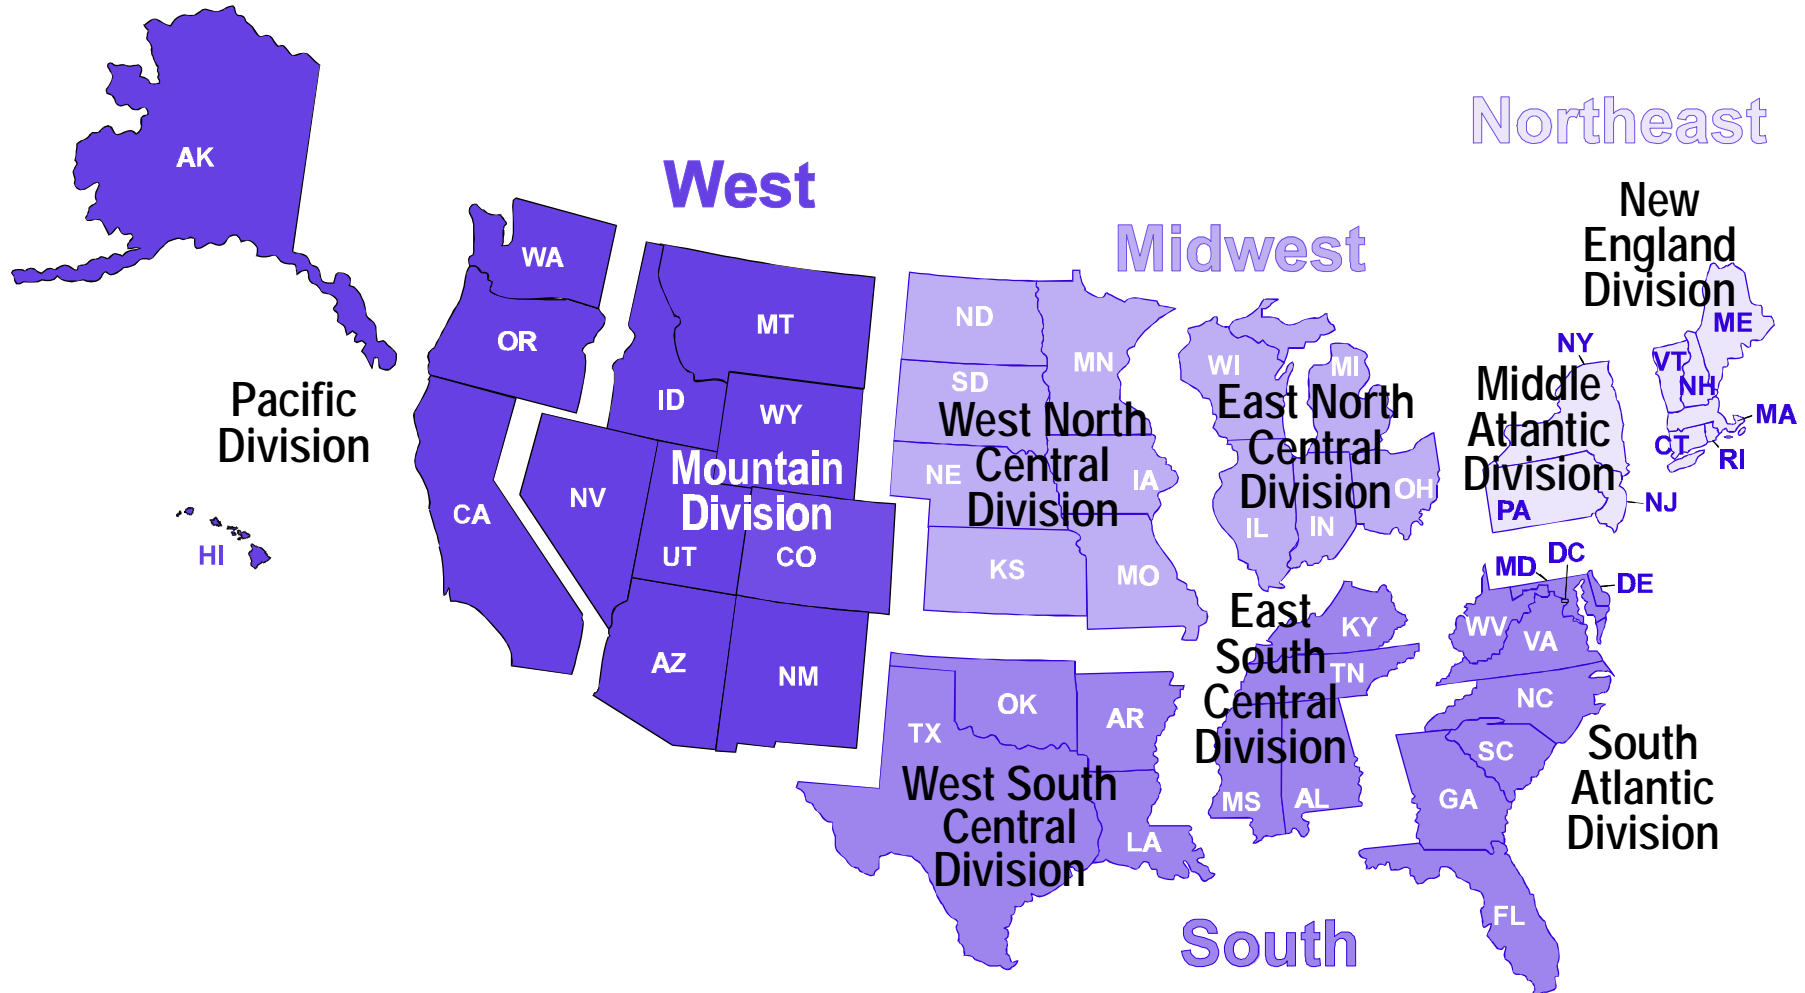 Northeast
West
Midwest
South
New
England
Division
Middle
Atlantic
Division
East North
Central
Division
West North
Central
Division
Pacific
Division
Mountain
Division
West South
Central
Division
East
South
Central
Division
South
Atlantic
Division
AK
HI
WA
OR
CA
MT
ID
WY
NV
UT
CO
AZ
NM
ND
SD
NE
KS
MN
IA
MO
WI
MI
IL
IN
OH
NY
PA
NJ
ME
VT
NH
MA
CT
RI
TX
OK
AR
LA
KY
TN
MS
AL
MD
DC
DE
WV
VA
NC
SC
GA
FL